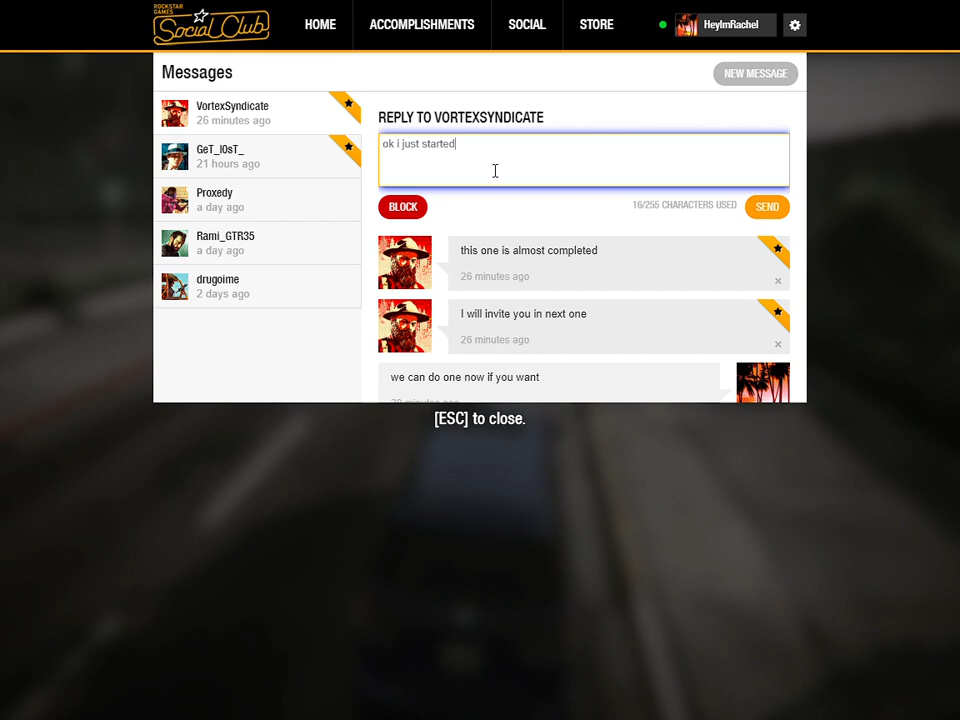 ROCKSTAR
GAMES
Social Club
HOME
ACCOMPLISHMENTS
SOCIAL
STORE
HeyImRachel
Messages
NEW MESSAGE
VortexSyndicate
26 minutes ago
GeT_l0sT_
21 hours ago
Proxedy
a day ago
Rami_GTR35
a day ago
drugoime
2 days ago
REPLY TO VORTEXSYNDICATE
ok i just started
BLOCK
16/255 CHARACTERS USED
SEND
this one is almost completed
26 minutes ago
I will invite you in next one
26 minutes ago
we can do one now if you want
[ESC] to close.